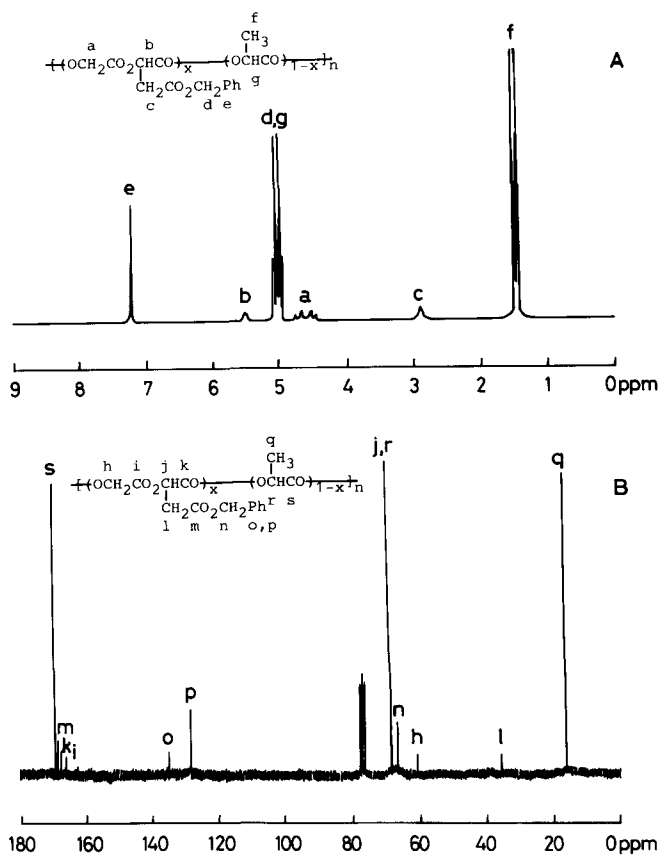 f
a b CH3
[(OCH2CO2CHCO)x (OCHCO)1-x]n
CH2CO2CH2Ph g
c d e
A
f
d,g
e
b
a
c
9 8 7 6 5 4 3 2 1 0ppm
q
h i j k CH3
[(OCH2CO2CHCO)x (OCHCO)1-x]n
CH2CO2CH2Ph r s
l m n o,p
B
s
j,r
q
m
k i
o
p
n
h
l
180 160 140 120 100 80 60 40 20 0ppm